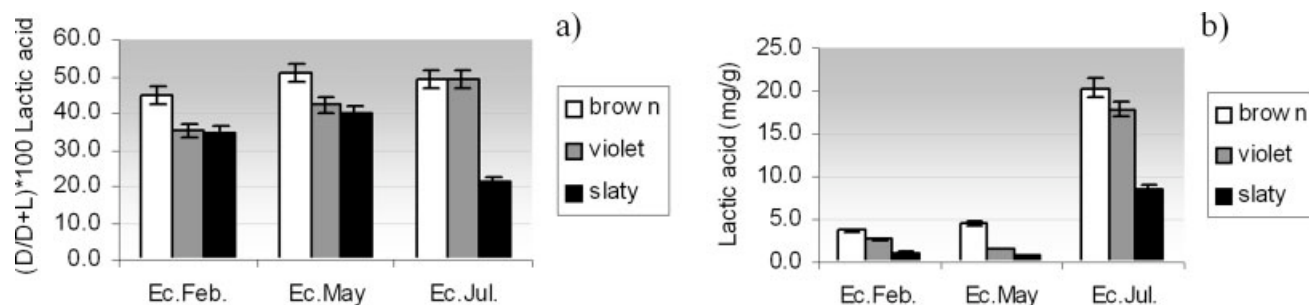 a)
(D/D+L)*100 Lactic acid
60.0
50.0
40.0
30.0
20.0
10.0
0.0
Ec.Feb.
Ec.May
Ec.Jul.
brow n
violet
slaty
b)
Lactic acid (mg/g)
25.0
20.0
15.0
10.0
5.0
0.0
Ec.Feb.
Ec.May
Ec.Jul.
brow n
violet
slaty